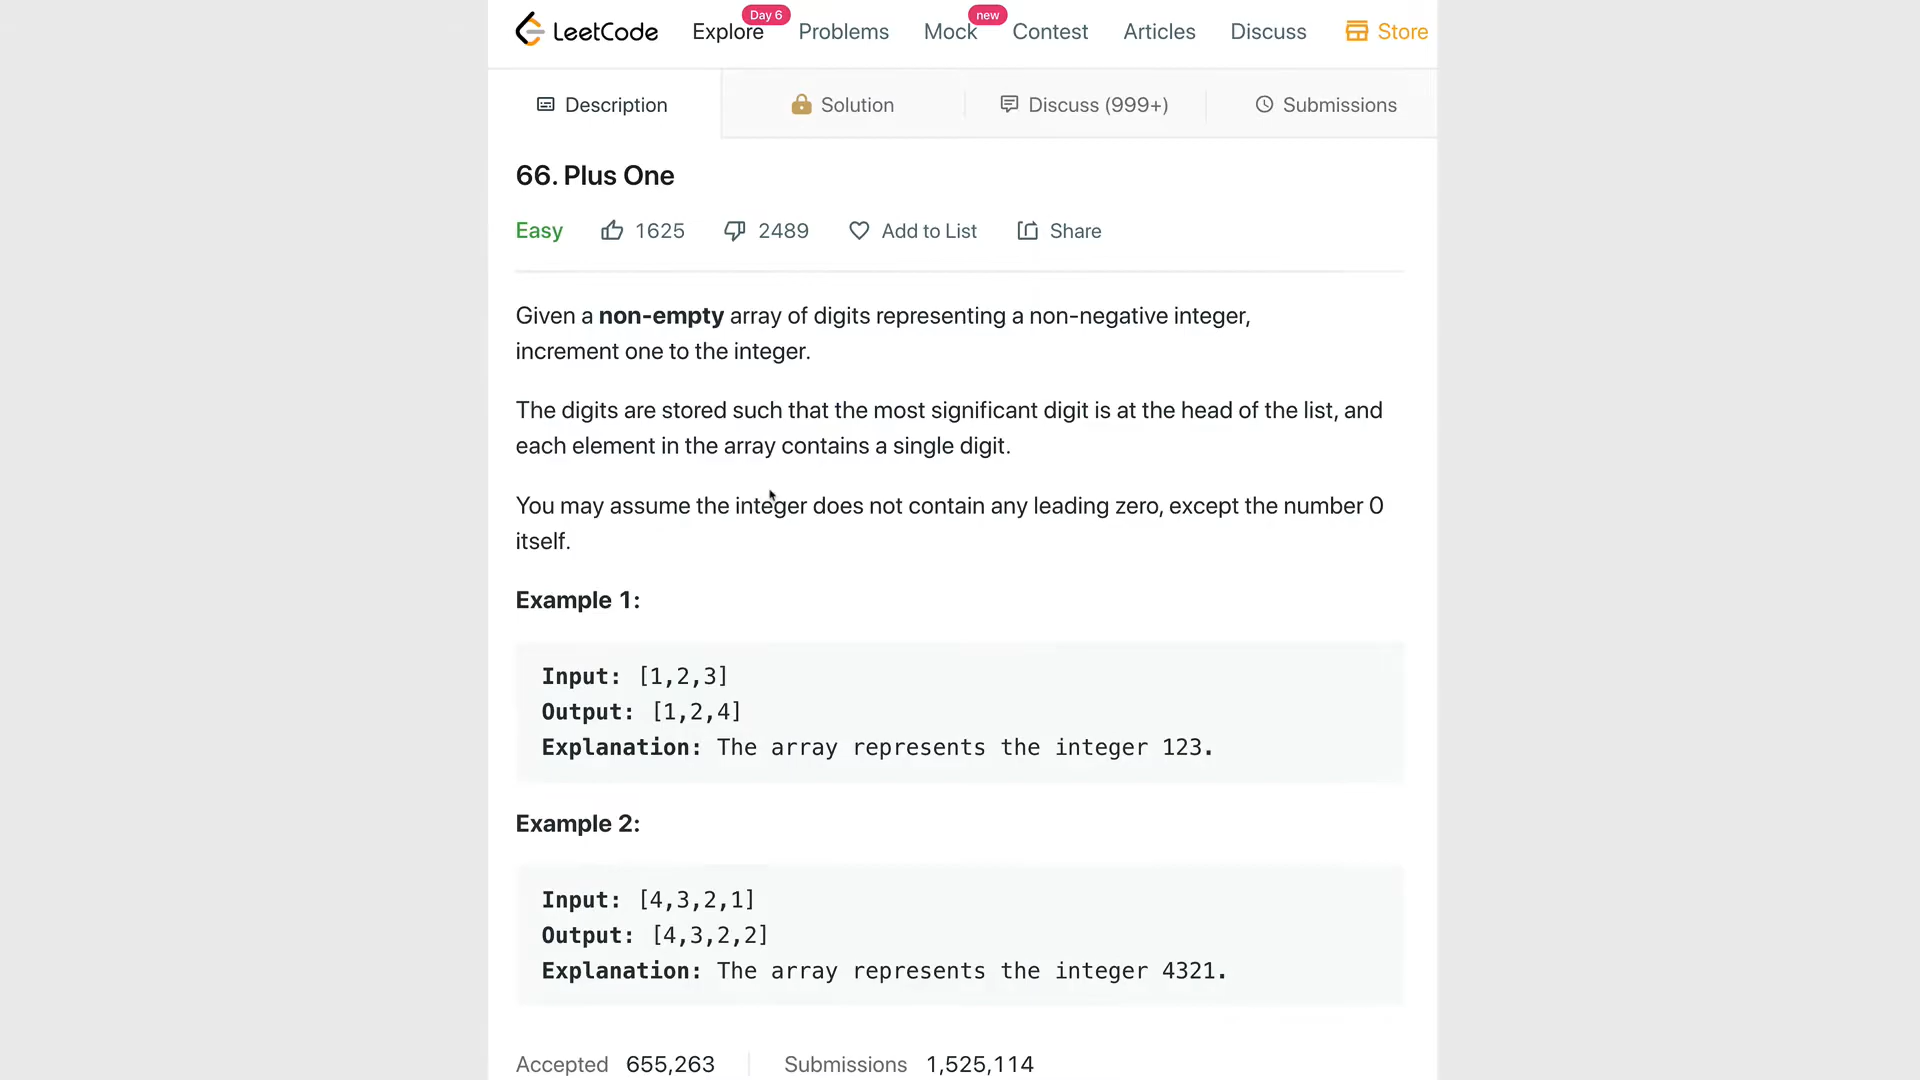 LeetCode Explore Day 6 Problems Mock new Contest Articles Discuss Store
Description Solution Discuss (999+) Submissions
66. Plus One
Easy 1625 2489 Add to List Share
Given a non-empty array of digits representing a non-negative integer,
increment one to the integer.
The digits are stored such that the most significant digit is at the head of the list, and
each element in the array contains a single digit.
You may assume the integer does not contain any leading zero, except the number 0
itself.
Example 1:
Input: [1,2,3]
Output: [1,2,4]
Explanation: The array represents the integer 123.
Example 2:
Input: [4,3,2,1]
Output: [4,3,2,2]
Explanation: The array represents the integer 4321.
Accepted 655,263 Submissions 1,525,114